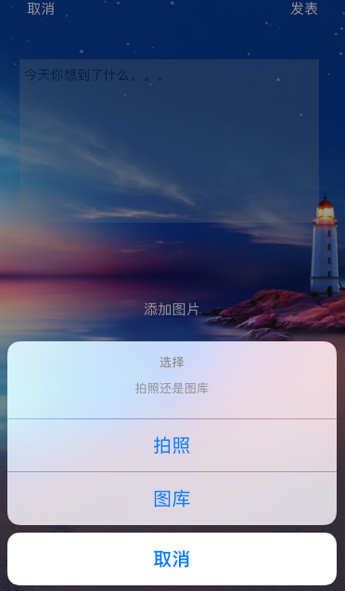 取消 发表
今天你想到了什么。。。
添加图片
选择
拍照还是图库
拍照
图库
取消